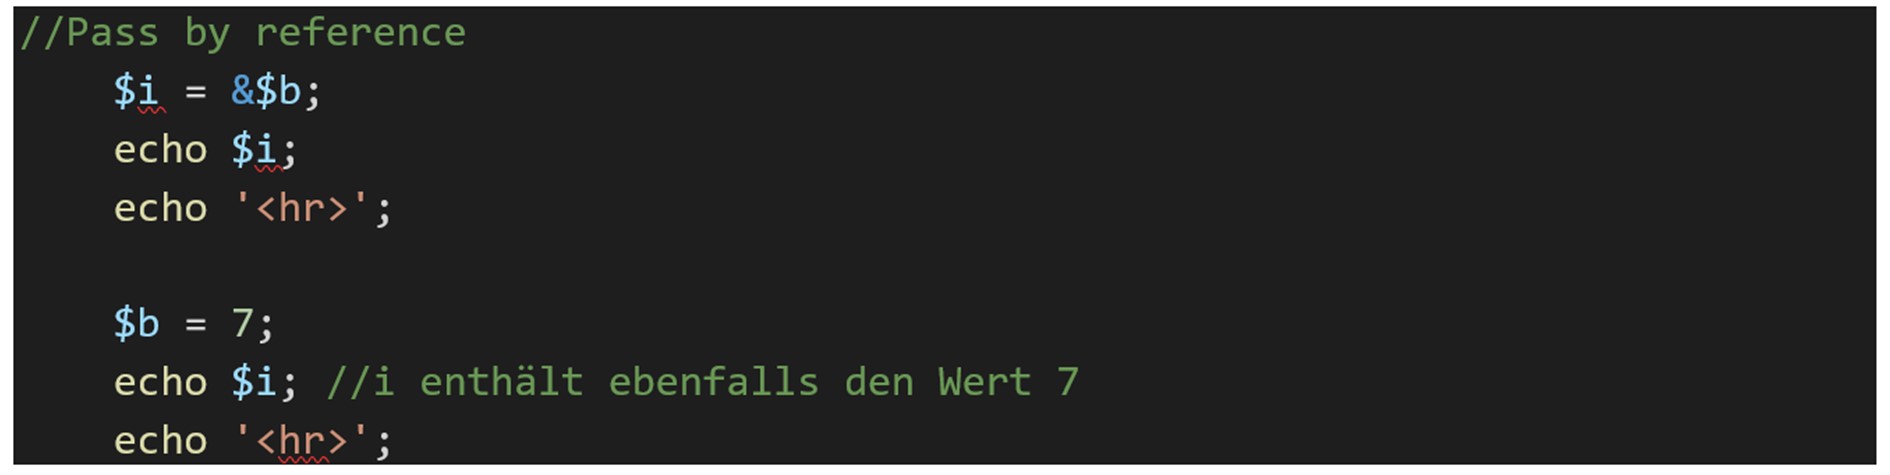 //Pass by reference
$i = &$b;
echo $i;
echo '<hr>';
$b = 7;
echo $i; //i enthält ebenfalls den Wert 7
echo '<hr>';